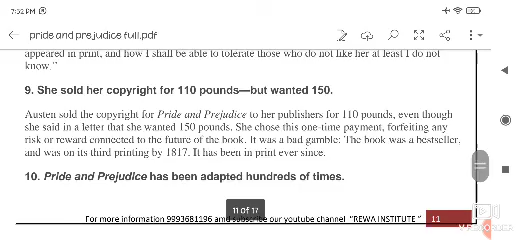 7:52 PM
pride and prejudice full.pdf
appeared in print, and how I shall be able to tolerate those who do not like her at least I do not
know."
9. She sold her copyright for 110 pounds—but wanted 150.
Austen sold the copyright for Pride and Prejudice to her publishers for 110 pounds, even though
she said in a letter that she wanted 150 pounds. She chose this one-time payment, forfeiting any
risk or reward connected to the future of the book. It was a bad gamble: The book was a bestseller,
and was on its third printing by 1817. It has been in print ever since.
10. Pride and Prejudice has been adapted hundreds of times.
11 of 17
For more information 9993681196 amd subscribe our youtube channel "REWA INSTITUTE"
11